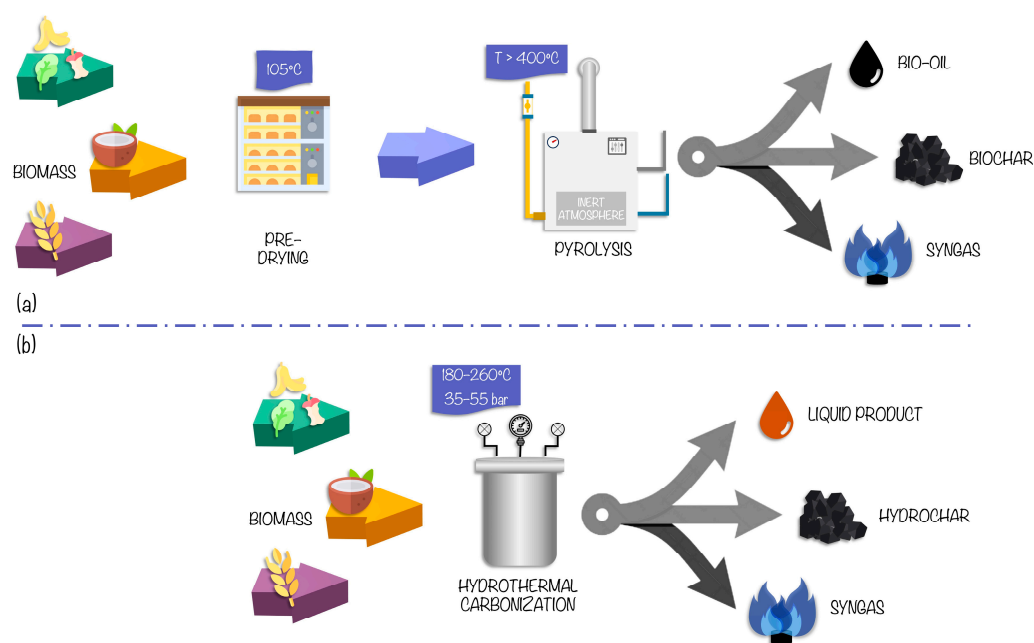 105°C
T > 400°C
BIO-OIL
BIOMASS
BIOCHAR
INERT
ATMOSPHERE
PRE-
DRYING
PYROLYSIS
SYNGAS
(a)
(b)
180-260°C
35-55 bar
LIQUID PRODUCT
BIOMASS
HYDROCHAR
HYDROTHERMAL
CARBONIZATION
SYNGAS